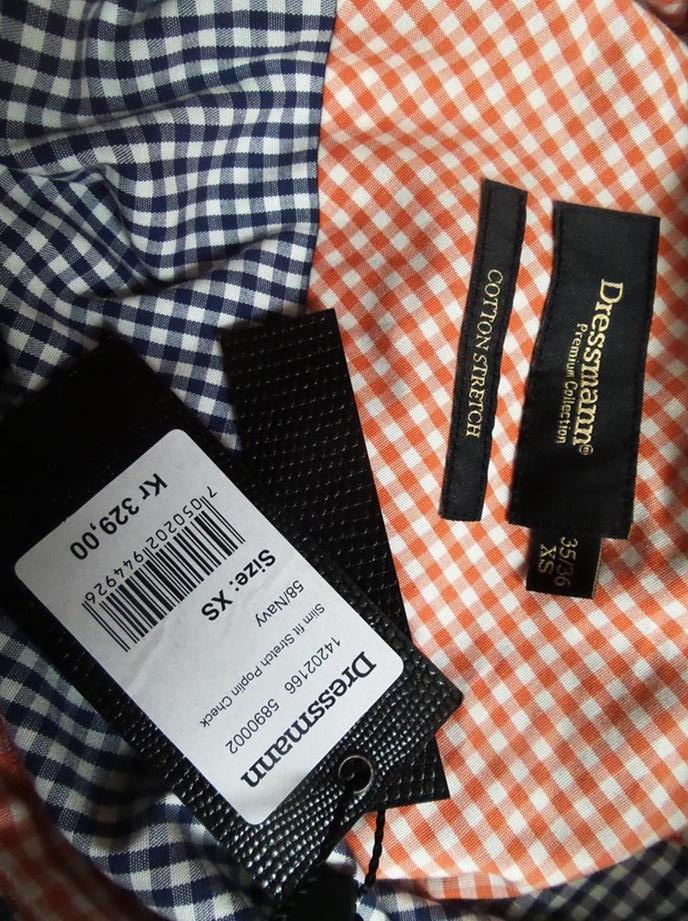 Dressmann®
Premium Collection
COTTON STRETCH
35/36
XS
Dressmann
14202166 5890002
Slim fit Stretch Poplin Check
58/Navy
Size: XS
7050202944926
Kr 329,00